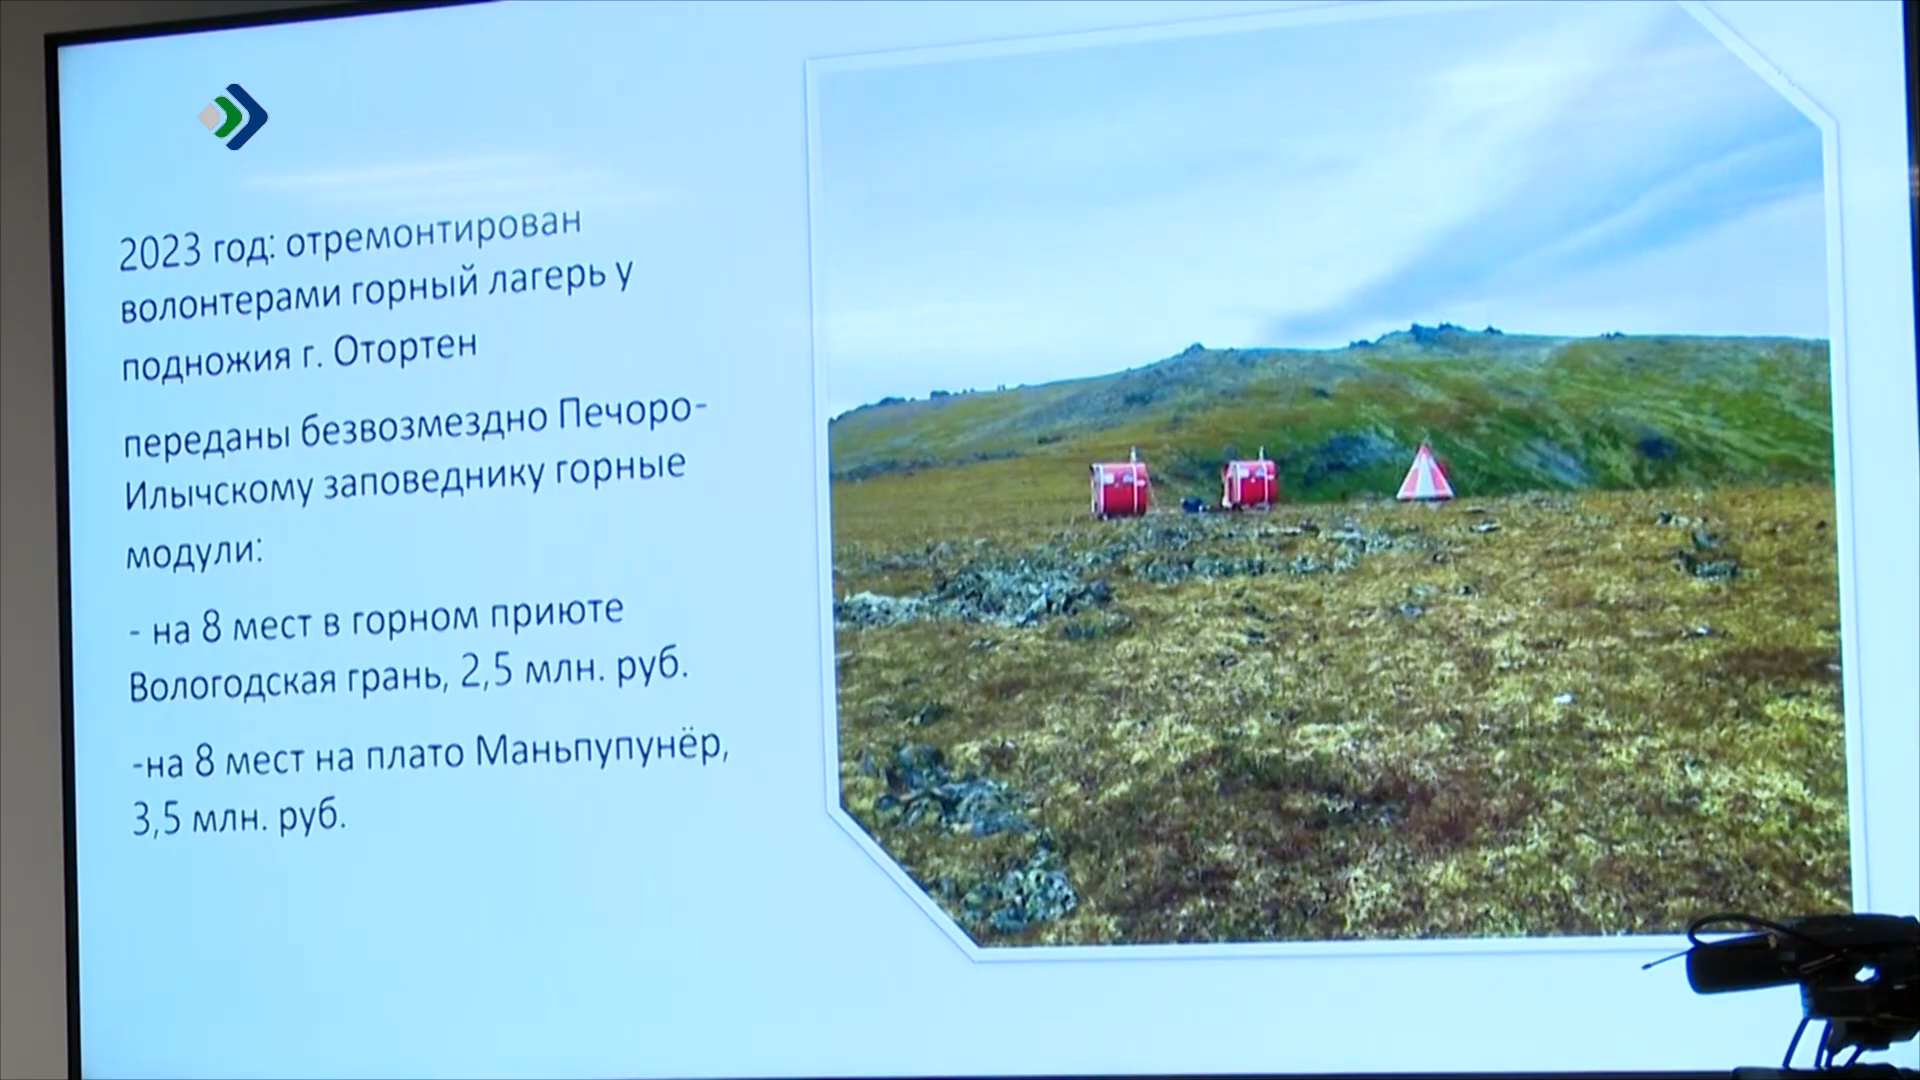 2023 год: отремонтирован
волонтерами горный лагерь у
подножия г. Отортен
переданы безвозмездно Печоро-
Илычскому заповеднику горные
модули:
- на 8 мест в горном приюте
Вологодская грань, 2,5 млн. руб.
-на 8 мест на плато Маньпупунёр,
3,5 млн. руб.